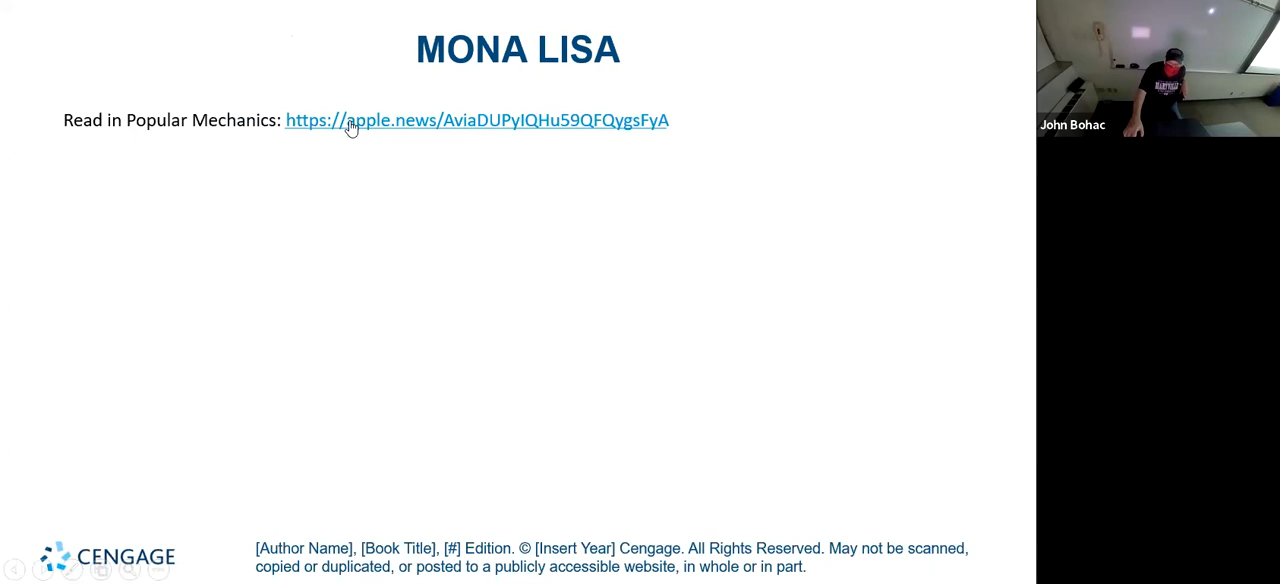 MONA LISA
Read in Popular Mechanics: https://apple.news/AviaDUPyIQHu59QFQygsFyA
John Bohac
CENGAGE
[Author Name], [Book Title], [#] Edition. © [Insert Year] Cengage. All Rights Reserved. May not be scanned,
copied or duplicated, or posted to a publicly accessible website, in whole or in part.